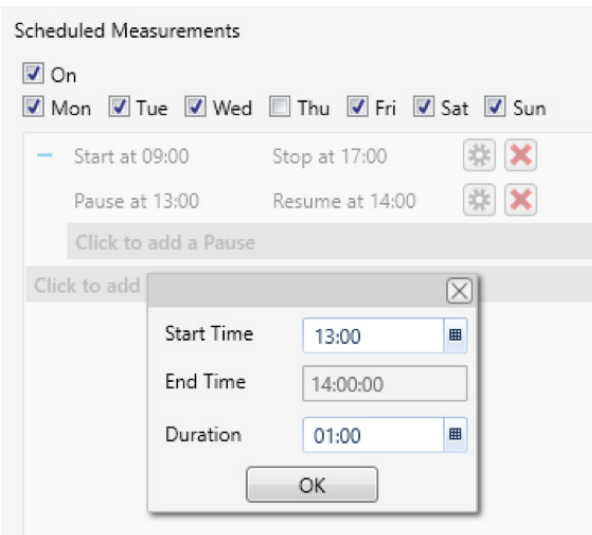 Scheduled Measurements
On
Mon Tue Wed Thu Fri Sat Sun
Start at 09:00 Stop at 17:00
Pause at 13:00 Resume at 14:00
Click to add a Pause
Click to add
Start Time 13:00
End Time 14:00:00
Duration 01:00
OK